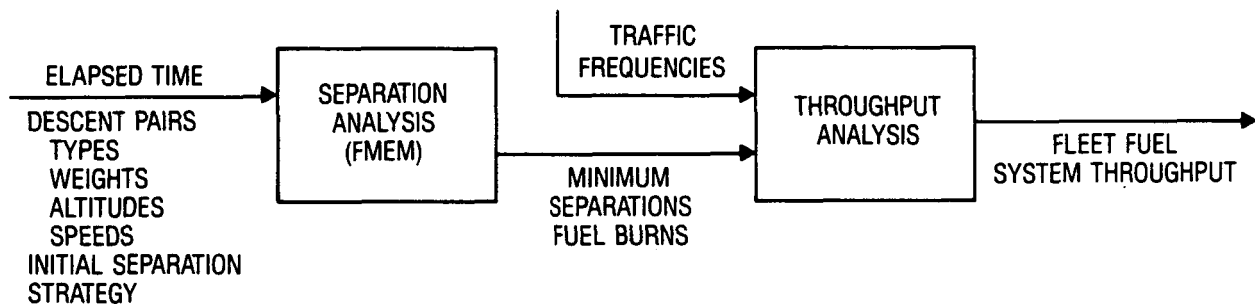 ELAPSED TIME
DESCENT PAIRS
TYPES
WEIGHTS
ALTITUDES
SPEEDS
INITIAL SEPARATION
STRATEGY
SEPARATION
ANALYSIS
(FMEM)
TRAFFIC
FREQUENCIES
MINIMUM
SEPARATIONS
FUEL BURNS
THROUGHPUT
ANALYSIS
FLEET FUEL
SYSTEM THROUGHPUT